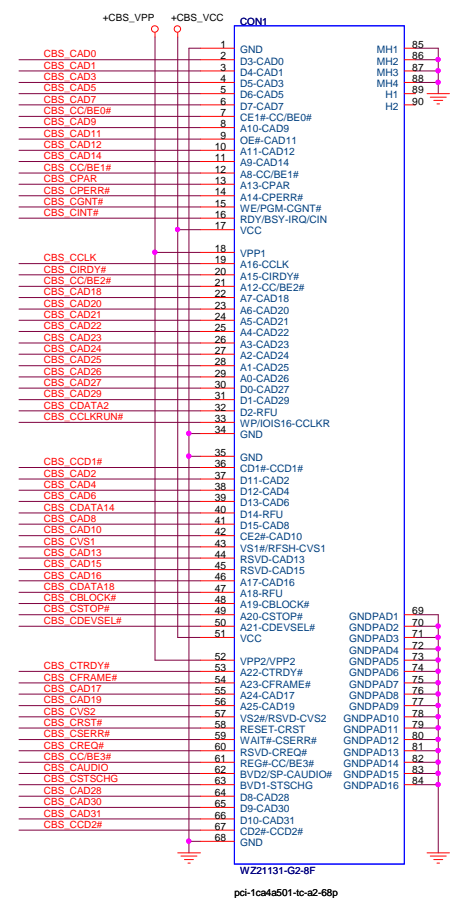 +CBS_VPP +CBS_VCC
CON1
1 GND
CBS_CAD0 2 D3-CAD0
CBS_CAD1 3 D4-CAD1
CBS_CAD3 4 D5-CAD3
CBS_CAD5 5 D6-CAD5
CBS_CAD7 6 D7-CAD7
CBS_CC/BE0# 7 CE1#-CC/BE0#
CBS_CAD9 8 A10-CAD9
CBS_CAD11 9 OE#-CAD11
CBS_CAD12 10 A11-CAD12
CBS_CAD14 11 A9-CAD14
CBS_CC/BE1# 12 A8-CC/BE1#
CBS_CPAR 13 A13-CPAR
CBS_CPERR# 14 A14-CPERR#
CBS_CGNT# 15 WE/PGM-CGNT#
CBS_CINT# 16 RDY/BSY-IRQ/CIN
17 VCC
85 MH1
86 MH2
87 MH3
88 MH4
89 H1
90 H2
18 VPP1
CBS_CCLK 19 A16-CCLK
CBS_CIRDY# 20 A15-CIRDY#
CBS_CC/BE2# 21 A12-CC/BE2#
CBS_CAD18 22 A7-CAD18
CBS_CAD20 23 A6-CAD20
CBS_CAD21 24 A5-CAD21
CBS_CAD22 25 A4-CAD22
CBS_CAD23 26 A3-CAD23
CBS_CAD24 27 A2-CAD24
CBS_CAD25 28 A1-CAD25
CBS_CAD26 29 A0-CAD26
CBS_CAD27 30 D0-CAD27
CBS_CAD29 31 D1-CAD29
CBS_CDATA2 32 D2-RFU
CBS_CCLKRUN# 33 WP/IOIS16-CCLKR
34 GND
35 GND
CBS_CCD1# 36 CD1#-CCD1#
CBS_CAD2 37 D11-CAD2
CBS_CAD4 38 D12-CAD4
CBS_CAD6 39 D13-CAD6
CBS_CDATA14 40 D14-RFU
CBS_CAD8 41 D15-CAD8
CBS_CAD10 42 CE2#-CAD10
CBS_CVS1 43 VS1#/RFSH-CVS1
CBS_CAD13 44 RSVD-CAD13
CBS_CAD15 45 RSVD-CAD15
CBS_CAD16 46 A17-CAD16
CBS_CDATA18 47 A18-RFU
CBS_CBLOCK# 48 A19-CBLOCK#
CBS_CSTOP# 49 A20-CSTOP#
CBS_CDEVSEL# 50 A21-CDEVSEL#
51 VCC
52 VPP2/VPP2
CBS_CTRDY# 53 A22-CTRDY#
CBS_CFRAME# 54 A23-CFRAME#
CBS_CAD17 55 A24-CAD17
CBS_CAD19 56 A25-CAD19
CBS_CVS2 57 VS2#/RSVD-CVS2
CBS_CRST# 58 RESET-CRST
CBS_CSERR# 59 WAIT#-CSERR#
CBS_CREQ# 60 RSVD-CREQ#
CBS_CC/BE3# 61 REG#-CC/BE3#
CBS_CAUDIO 62 BVD2/SP-CAUDIO#
CBS_CSTSCHG 63 BVD1-STSCHG
CBS_CAD28 64 D8-CAD28
CBS_CAD30 65 D9-CAD30
CBS_CAD31 66 D10-CAD31
CBS_CCD2# 67 CD2#-CCD2#
68 GND
GNDPAD1 69
GNDPAD2 70
GNDPAD3 71
GNDPAD4 72
GNDPAD5 73
GNDPAD6 74
GNDPAD7 75
GNDPAD8 76
GNDPAD9 77
GNDPAD10 78
GNDPAD11 79
GNDPAD12 80
GNDPAD13 81
GNDPAD14 82
GNDPAD15 83
GNDPAD16 84
WZ21131-G2-8F
pci-1ca4a501-tc-a2-68p